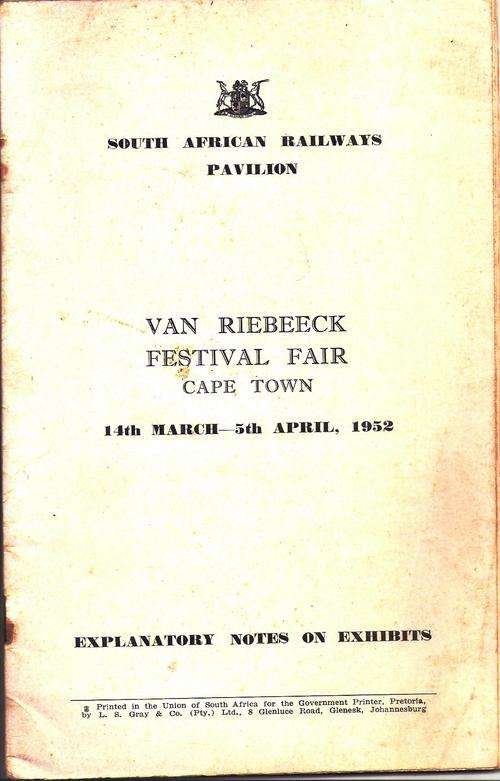 SOUTH AFRICAN RAILWAYS
PAVILION
VAN RIEBEECK
FESTIVAL FAIR
CAPE TOWN
14th MARCH—5th APRIL, 1952
EXPLANATORY NOTES ON EXHIBITS
Printed in the Union of South Africa for the Government Printer, Pretoria,
by L. S. Gray & Co. (Pty.) Ltd., 8 Glenluce Road, Glenesk, Johannesburg